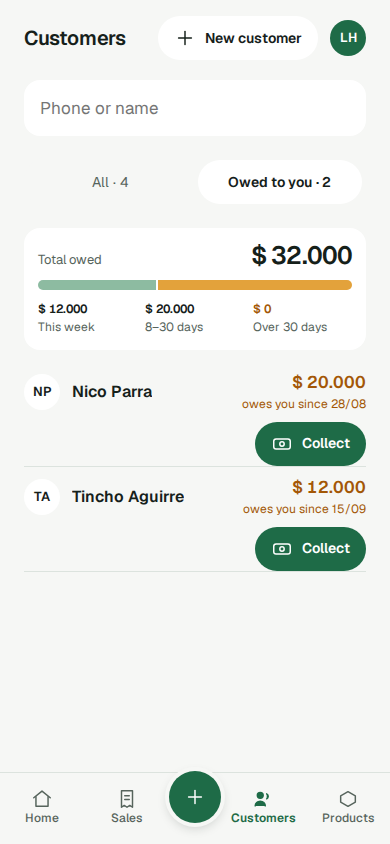 Customers
New customer
LH
Phone or name
All · 4
Owed to you · 2
Total owed
$ 32.000
$ 12.000
$ 20.000
$ 0
This week
8–30 days
Over 30 days
NP
Nico Parra
$ 20.000
owes you since 28/08
Collect
TA
Tincho Aguirre
$ 12.000
owes you since 15/09
Collect
Home
Sales
Customers
Products